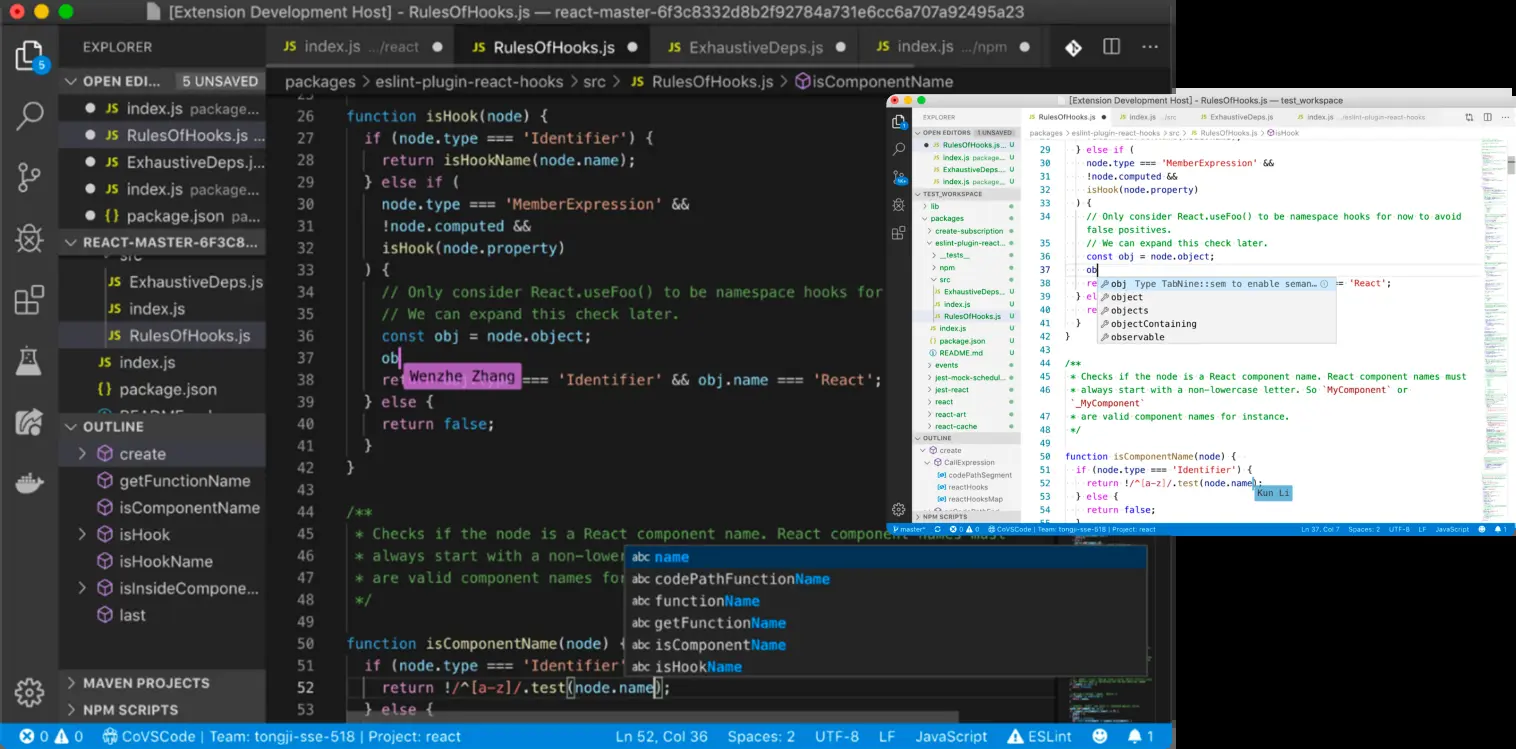 [Extension Development Host] - RulesOfHooks.js — react-master-6f3c8332d8b2f92784a731e6cc6a707a92495a23
EXPLORER
JS index.js .../react
JS RulesOfHooks.js
JS ExhaustiveDeps.js
JS index.js .../npm
5
OPEN EDI... 5 UNSAVED
JS index.js package...
JS RulesOfHooks.js ...
JS ExhaustiveDeps.j...
JS index.js package...
{} package.json pa...
REACT-MASTER-6F3C8...
src
JS ExhaustiveDeps.js
JS index.js
JS RulesOfHooks.js
JS index.js
{} package.json
OUTLINE
create
getFunctionName
isComponentName
isHook
isHookName
isInsideCompone...
last
MAVEN PROJECTS
NPM SCRIPTS
packages > eslint-plugin-react-hooks > src > JS RulesOfHooks.js > isComponentName
25
26 function isHook(node) {
27 if (node.type === 'Identifier') {
28 return isHookName(node.name);
29 } else if (
30 node.type === 'MemberExpression' &&
31 !node.computed &&
32 isHook(node.property)
33 ) {
34 // Only consider React.useFoo() to be namespace hooks for
35 // We can expand this check later.
36 const obj = node.object;
37 ob
Wenzhe Zhang
38 re === 'Identifier' && obj.name === 'React';
39 } else {
40 return false;
41 }
42 }
43
44 /**
45 * Checks if the node is a React component name. React component names must
46 * always start with a non-lower
47 * are valid component names fo
48 */
49
50 function isComponentName(node) {
51 if (node.type === 'Identifier'
52 return !/^[a-z]/.test(node.name);
53 } else {
abc name
abc codePathFunctionName
abc functionName
abc getFunctionName
abc isComponentName
abc isHookName
0 0 CoVSCode | Team: tongji-sse-518 | Project: react Ln 52, Col 36 Spaces: 2 UTF-8 LF JavaScript ESLint 1
[Extension Development Host] - RulesOfHooks.js — test_workspace
EXPLORER
JS RulesOfHooks.js
JS index.js .../src
JS ExhaustiveDeps.js
JS index.js .../eslint-plugin-react-hooks
OPEN EDITORS 1 UNSAVED
JS RulesOfHooks.js... U
JS index.js package... U
JS ExhaustiveDeps.... U
JS index.js package... U
TEST_WORKSPACE
lib
packages
create-subscription
eslint-plugin-react...
__tests__
npm
src
JS ExhaustiveDeps... U
JS index.js U
JS RulesOfHooks.js U
JS index.js U
{} package.json U
README.md U
events
jest-mock-schedul...
jest-react
react
react-art
react-cache
OUTLINE
create
CallExpression
codePathSegment
reactHooks
reactHooksMap
NPM SCRIPTS
packages > eslint-plugin-react-hooks > src > JS RulesOfHooks.js > isHook
29 } else if (
30 node.type === 'MemberExpression' &&
31 !node.computed &&
32 isHook(node.property)
33 ) {
34 // Only consider React.useFoo() to be namespace hooks for now to avoid
false positives.
35 // We can expand this check later.
36 const obj = node.object;
37 ob
38 re == 'React';
39 } el
40 re
41 }
42 }
43
44 /**
45 * Checks if the node is a React component name. React component names must
46 * always start with a non-lowercase letter. So `MyComponent` or
`_MyComponent`
47 * are valid component names for instance.
48 */
49
50 function isComponentName(node) {
51 if (node.type === 'Identifier') {
52 return !/^[a-z]/.test(node.name);
Kun Li
53 } else {
54 return false;
obj Type TabNine::sem to enable seman...
object
objects
objectContaining
observable
master* 0 0 CoVSCode | Team: tongji-sse-518 | Project: react Ln 37, Col 7 Spaces: 2 UTF-8 LF JavaScript 1